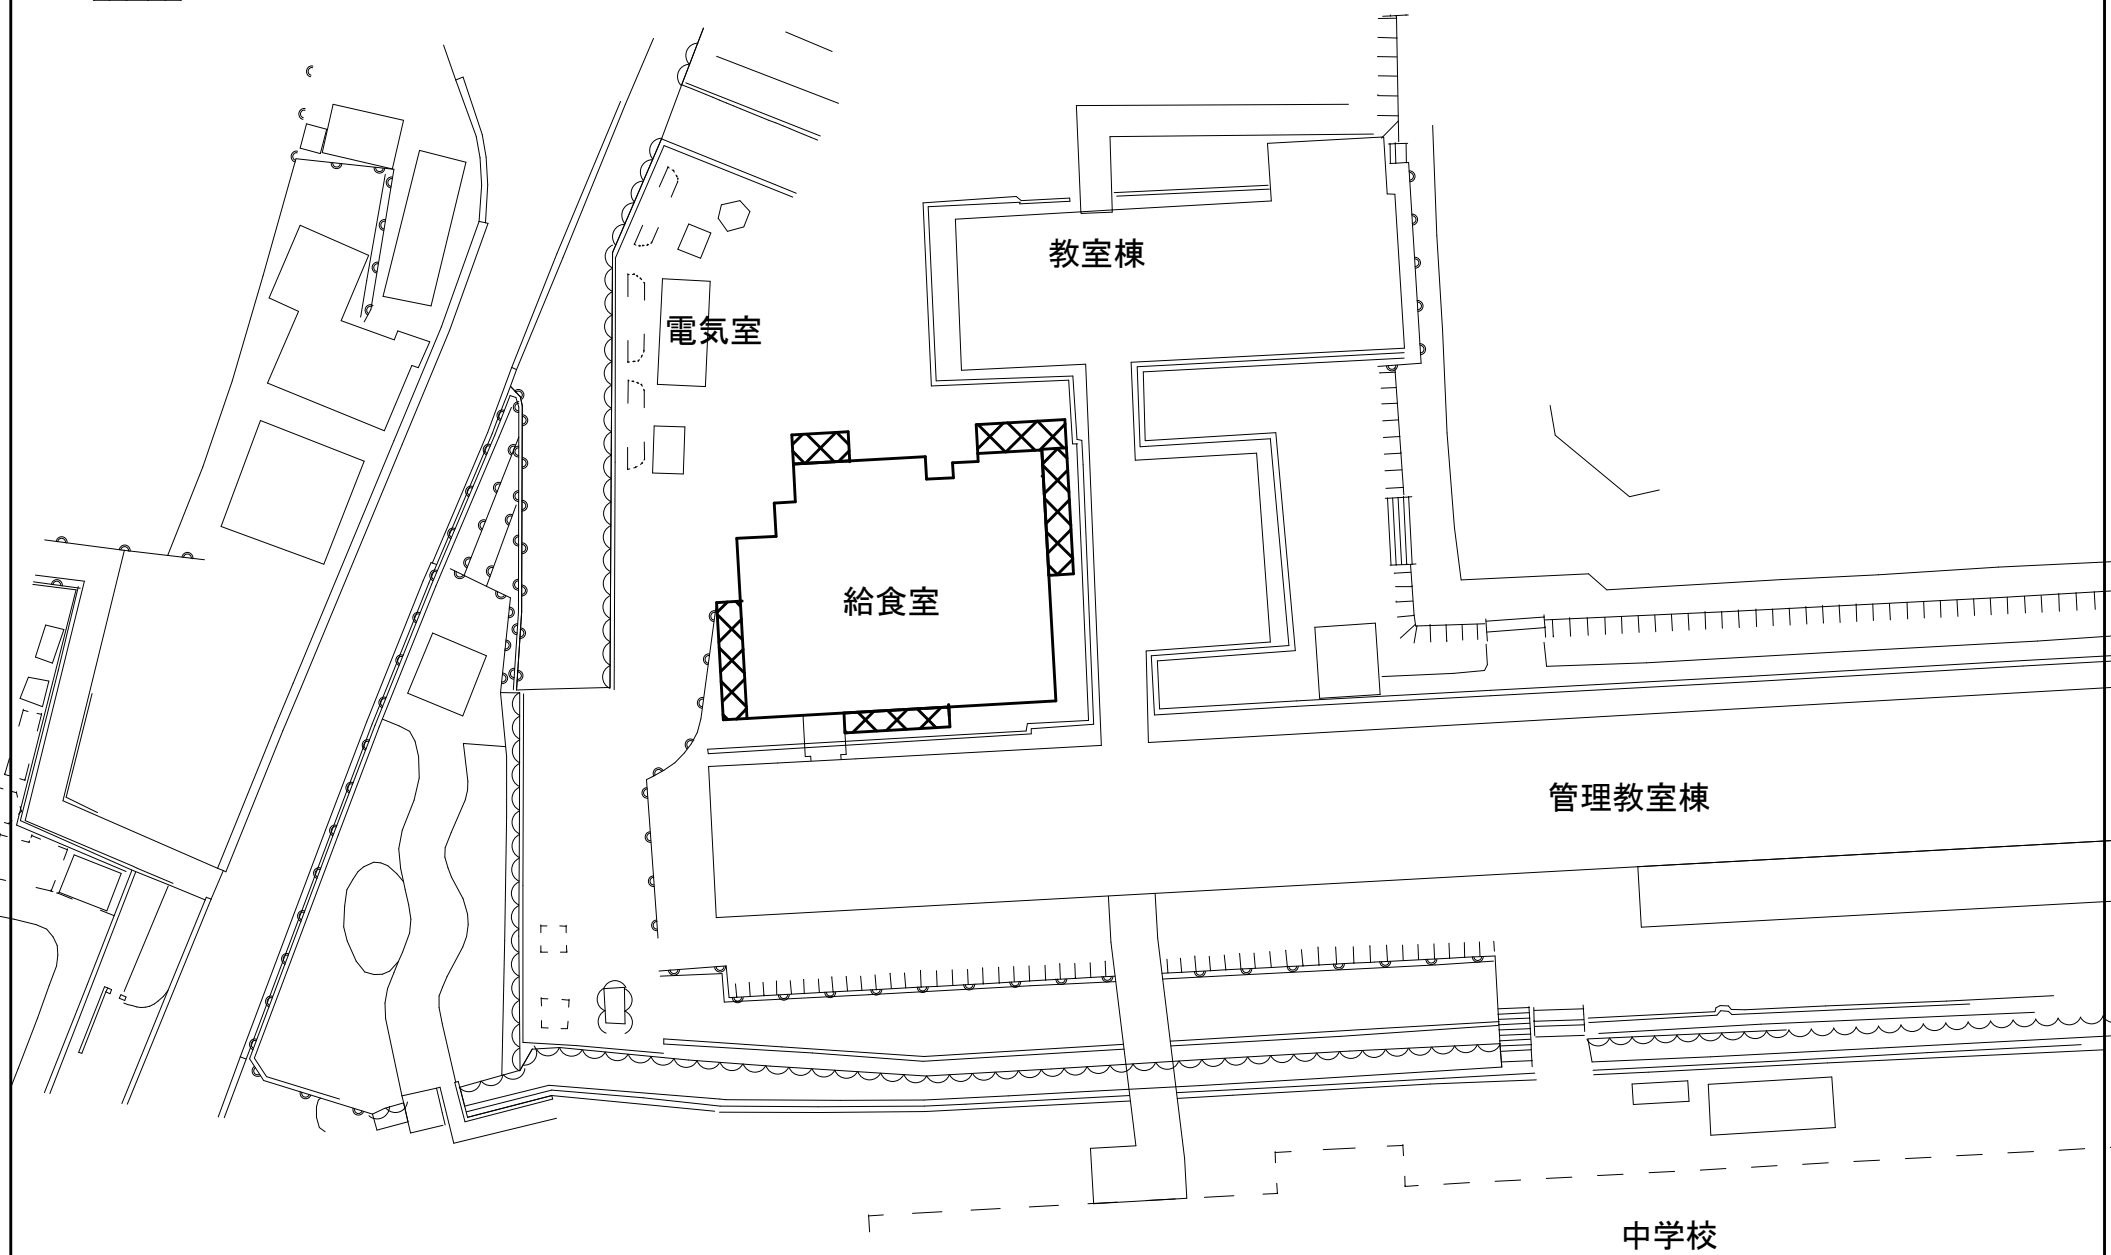 教室棟
電気室
給食室
管理教室棟
中学校